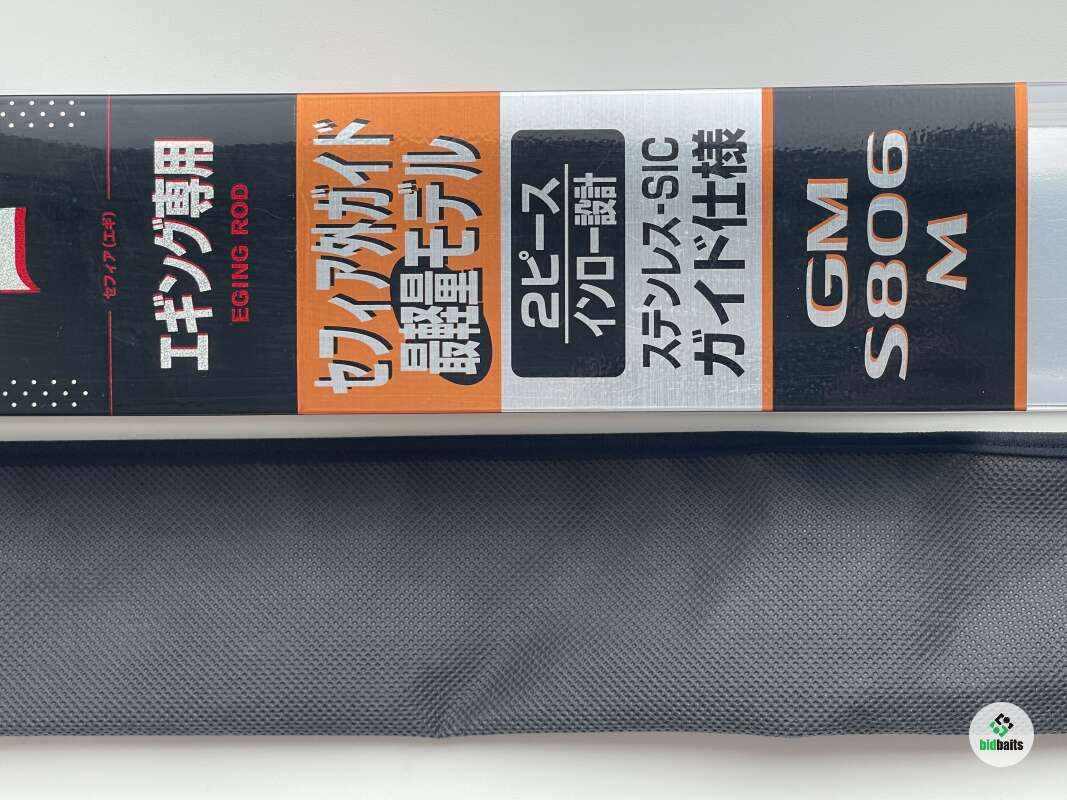 セフィア(エギ)
エギング専用
EGING ROD
セフィア外ガイド
最軽量モデル
2ピース
インロー設計
ステンレス-SIC
ガイド仕様
GM
S806
M
bidbaits